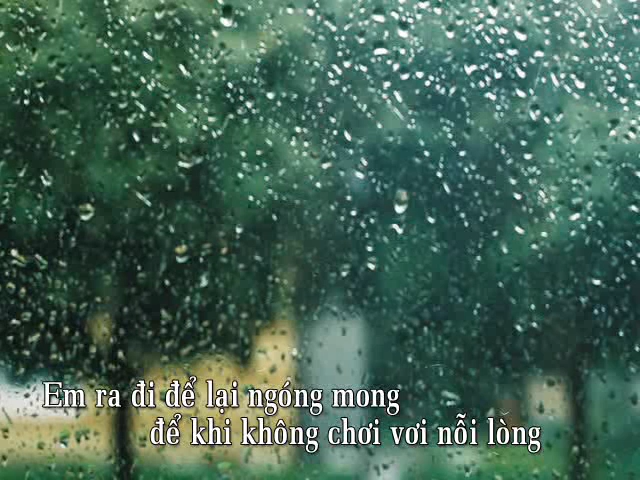 Em ra đi để lại ngóng mong
để khi không chơi vơi nỗi lòng